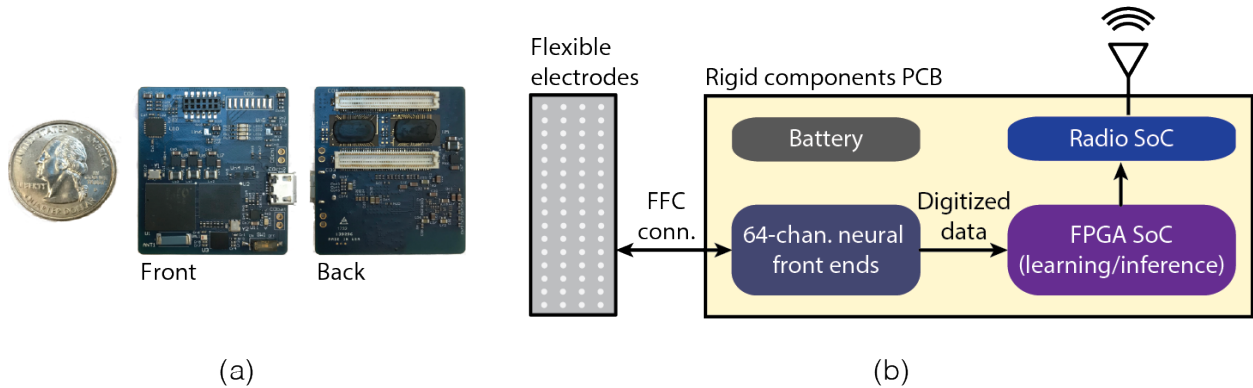 Flexible
electrodes
Rigid components PCB
Battery
Radio SoC
FFC
conn.
64-chan. neural
front ends
Digitized
data
FPGA SoC
(learning/inference)
Front
Back
(a)
(b)